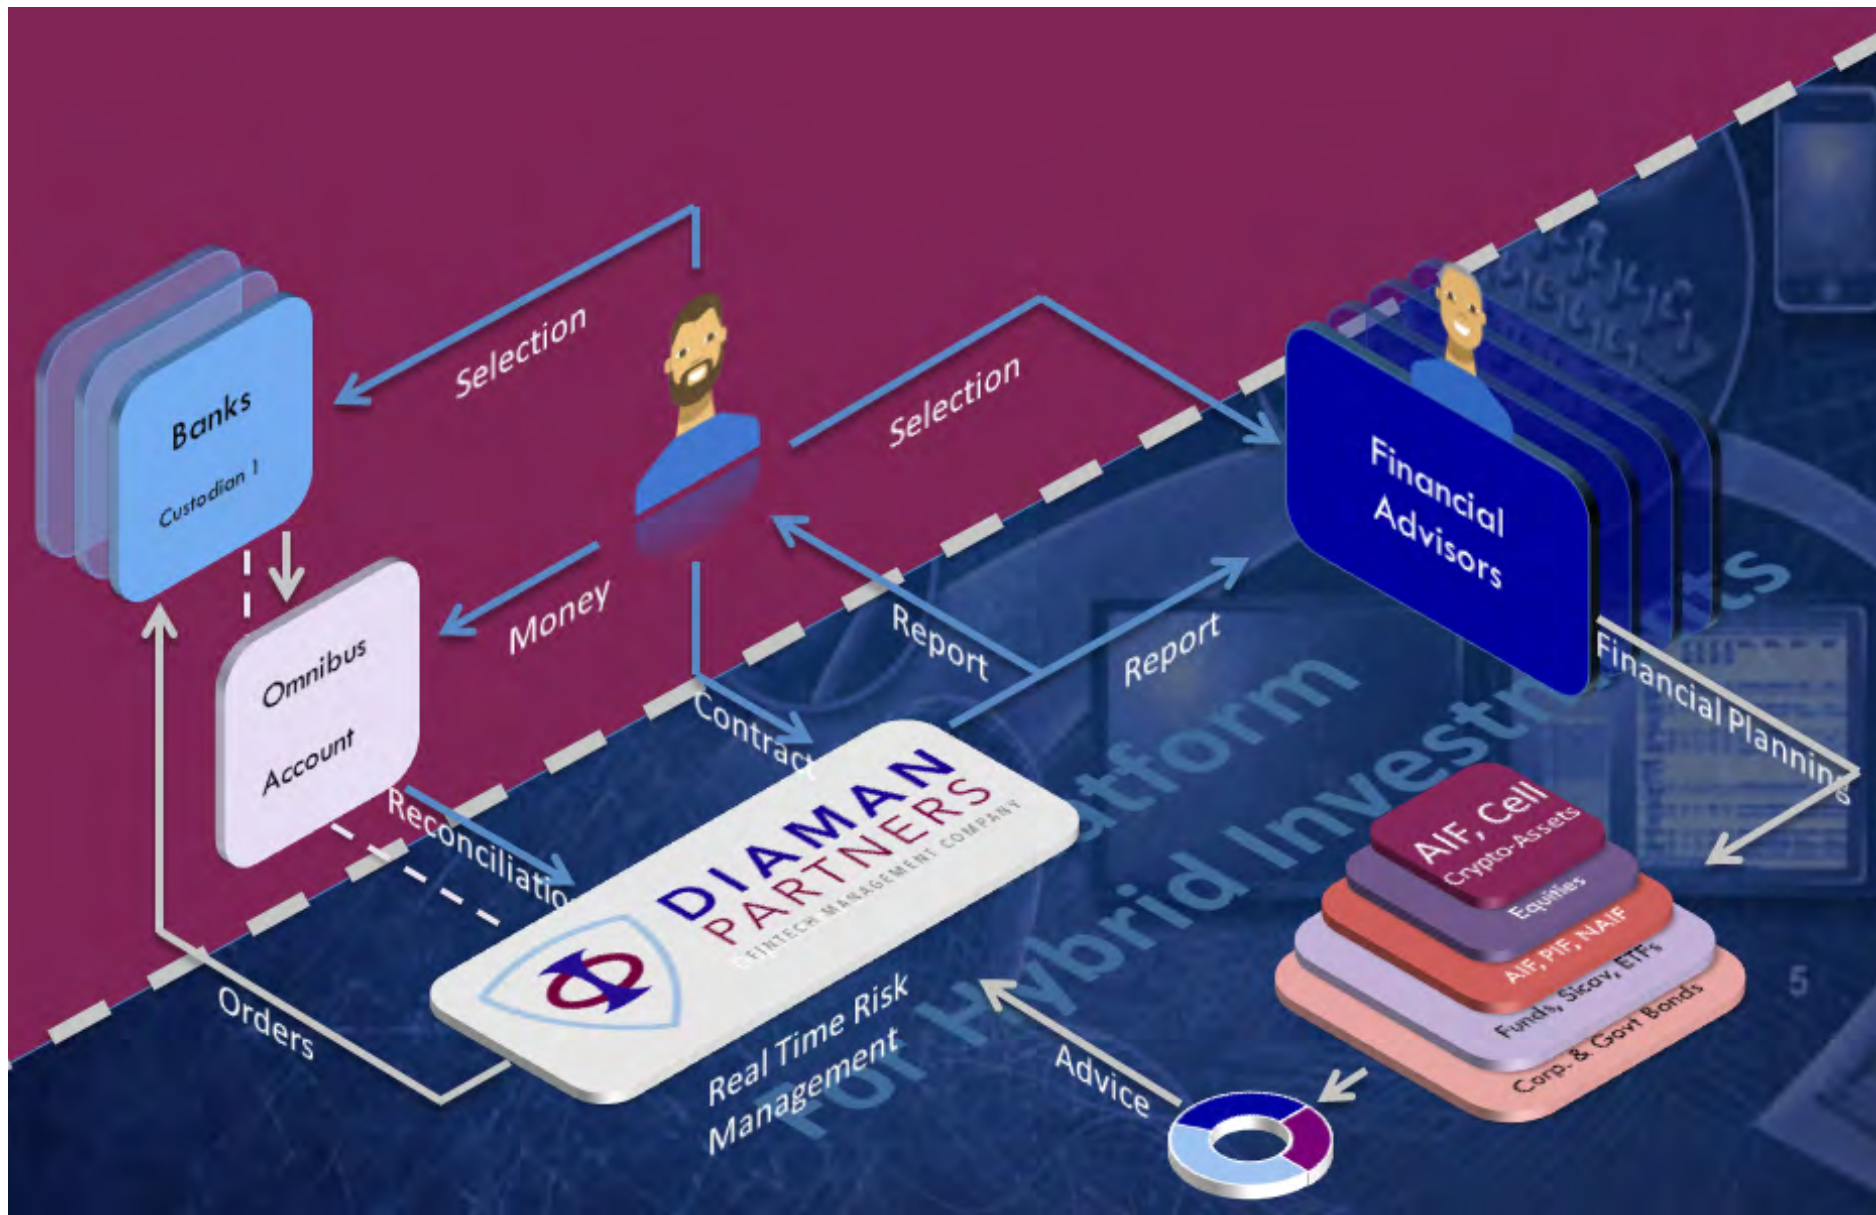 Selection
Selection
Banks
Custodian 1
Financial
Advisors
Money
Omnibus
Account
Report
Report
Contract
Financial Planning
Reconciliatio
DIAMAN
PARTNERS
FINTECH MANAGEMENT COMPANY
atform
For Hybrid Investments
AIF, Cell
Crypto-Assets
Equities
AIF, PIF, NAIF
Funds, Sicav, ETFs
Corp. & Govt Bonds
5
Orders
Real Time Risk
Management
Advice